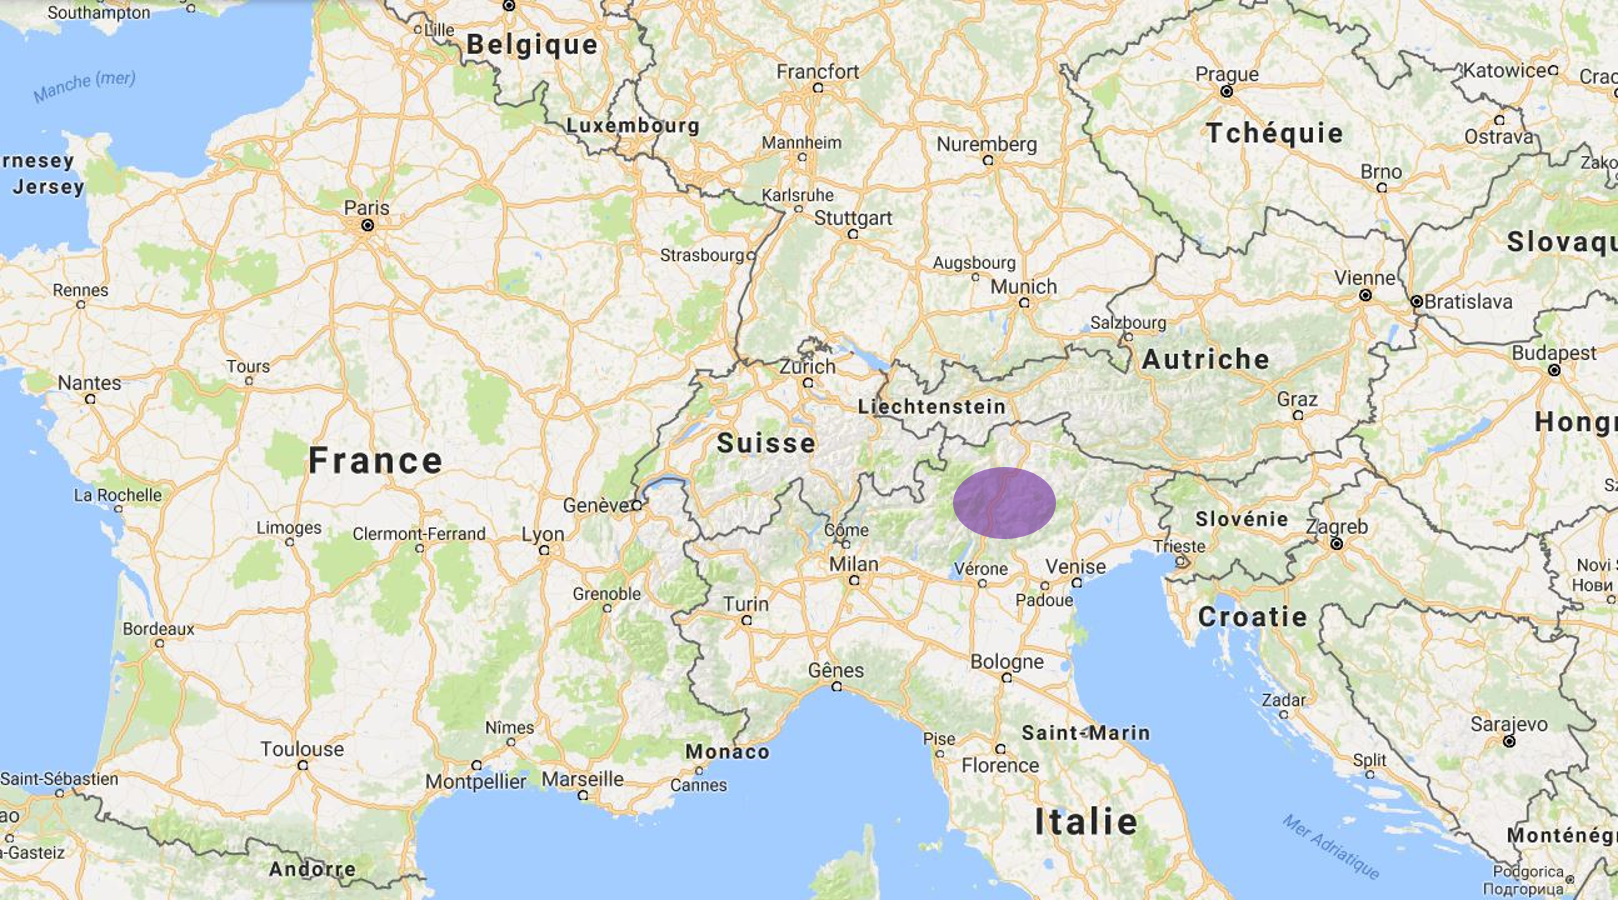 Southampton
Lille
Belgique
Manche (mer)
Francfort
Prague
Katowice
Crac
Luxembourg
Mannheim
Nuremberg
Tchéquie
Ostrava
rnesey
Jersey
Brno
Zako
Karlsruhe
Paris
Stuttgart
Strasbourg
Slovaqu
Augsbourg
Munich
Vienne
Rennes
Bratislava
Salzbourg
Tours
Zurich
Autriche
Budapest
Nantes
Liechtenstein
Graz
Hongr
France
Suisse
La Rochelle
Genève
Sz
Limoges
Clermont-Ferrand
Lyon
Côme
Slovénie
Zagreb
Trieste
Milan
Vérone
Venise
Novi S
Нови
Grenoble
Turin
Padoue
Croatie
Bordeaux
Bologne
Gênes
Zadar
Nîmes
Toulouse
Monaco
Pise
Saint-Marin
Sarajevo
Florence
Split
Saint-Sébastien
Montpellier
Marseille
Cannes
ao
Italie
Mer Adriatique
Monténég
a-Gasteiz
Andorre
Podgorica
Подгорица